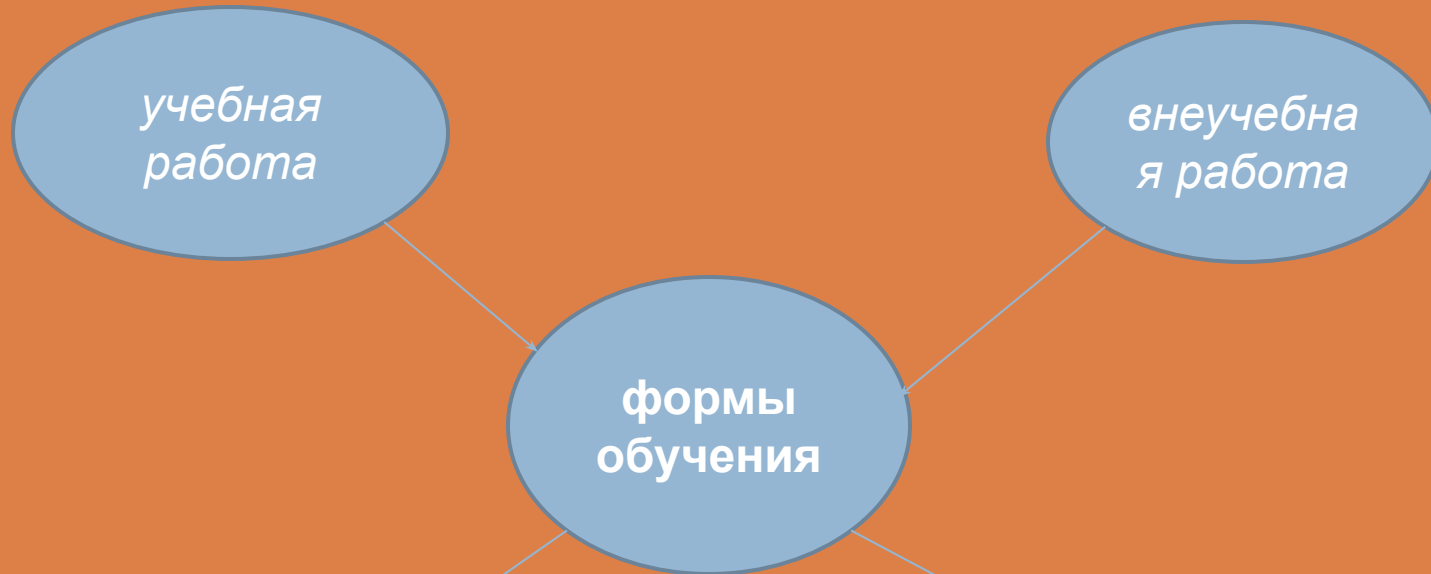 учебная
работа
внеучебна
я работа
формы
обучения